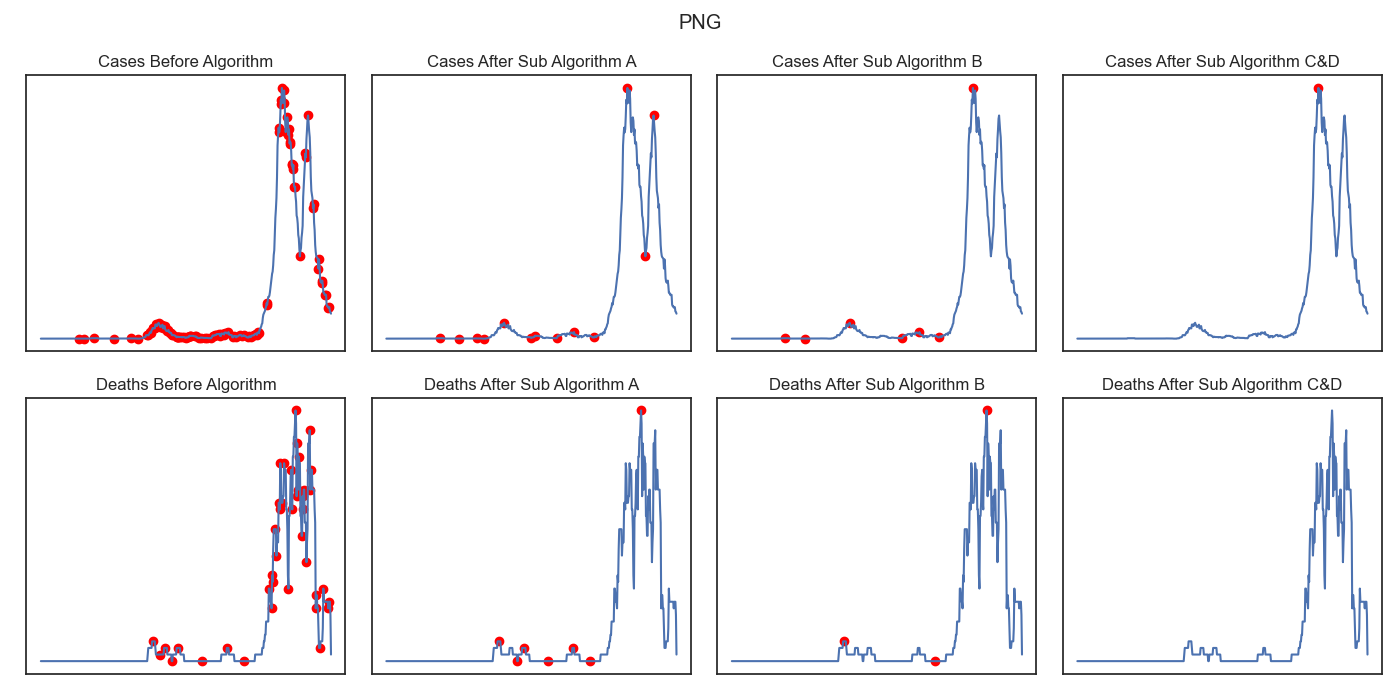 PNG
Cases Before Algorithm
Cases After Sub Algorithm A
Cases After Sub Algorithm B
Cases After Sub Algorithm C&D
Deaths Before Algorithm
Deaths After Sub Algorithm A
Deaths After Sub Algorithm B
Deaths After Sub Algorithm C&D